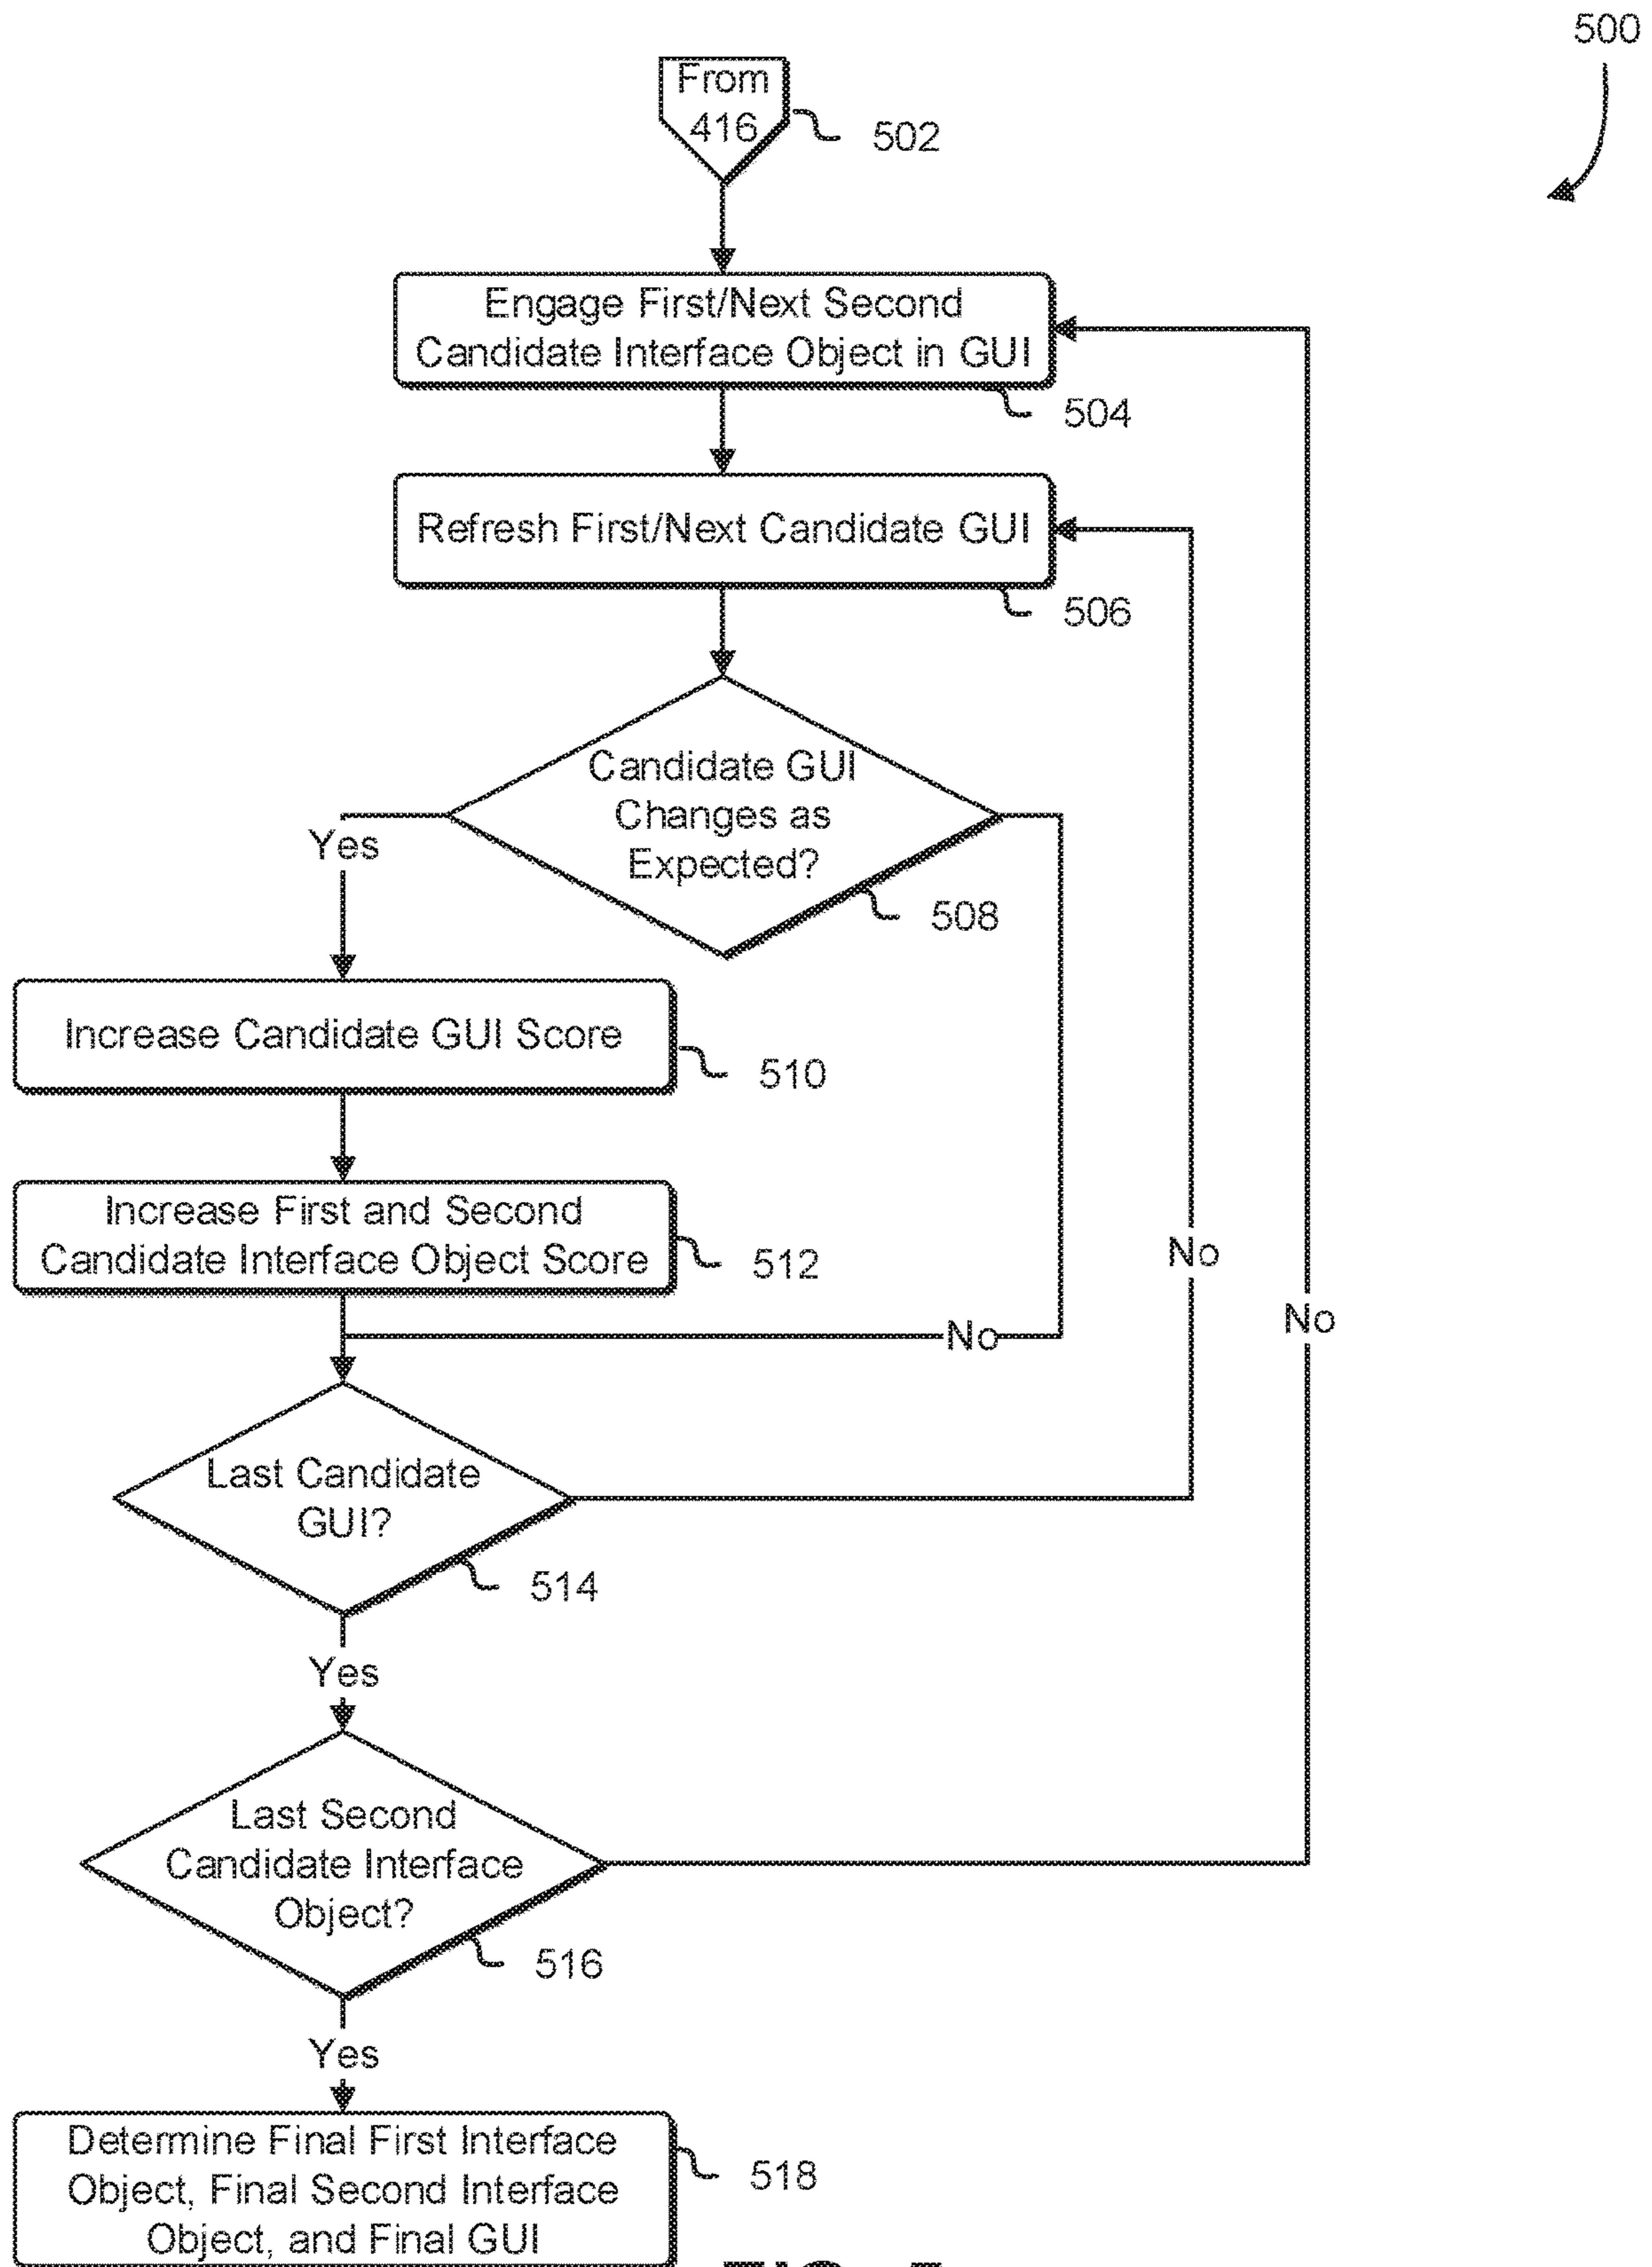 500
From
416
502
Engage First/Next Second
Candidate Interface Object in GUI
504
Refresh First/Next Candidate GUI
506
Candidate GUI
Changes as
Expected?
508
Yes
Increase Candidate GUI Score
510
Increase First and Second
Candidate Interface Object Score
512
No
No
No
Last Candidate
GUI?
514
Yes
Last Second
Candidate Interface
Object?
516
Yes
Determine Final First Interface
Object, Final Second Interface
Object, and Final GUI
518